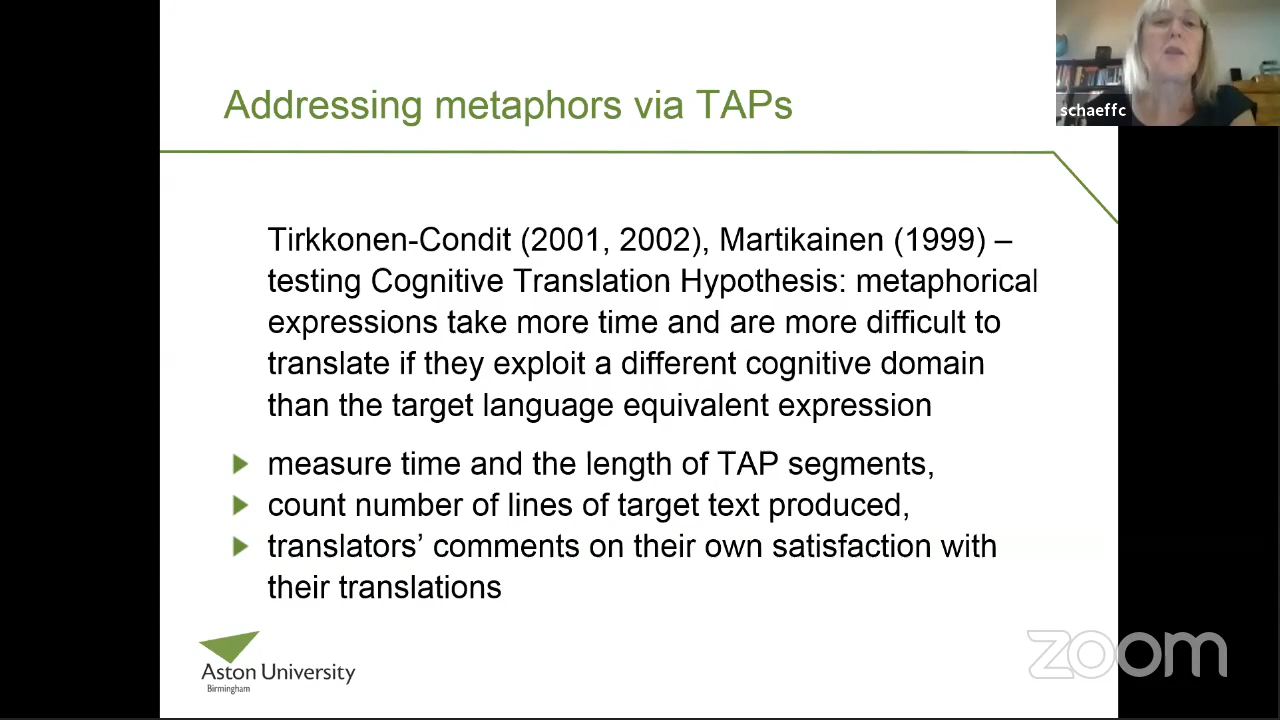 Addressing metaphors via TAPs
schaeffc
Tirkkonen-Condit (2001, 2002), Martikainen (1999) –
testing Cognitive Translation Hypothesis: metaphorical
expressions take more time and are more difficult to
translate if they exploit a different cognitive domain
than the target language equivalent expression
measure time and the length of TAP segments,
count number of lines of target text produced,
translators’ comments on their own satisfaction with
their translations
Aston University
Birmingham
zoom